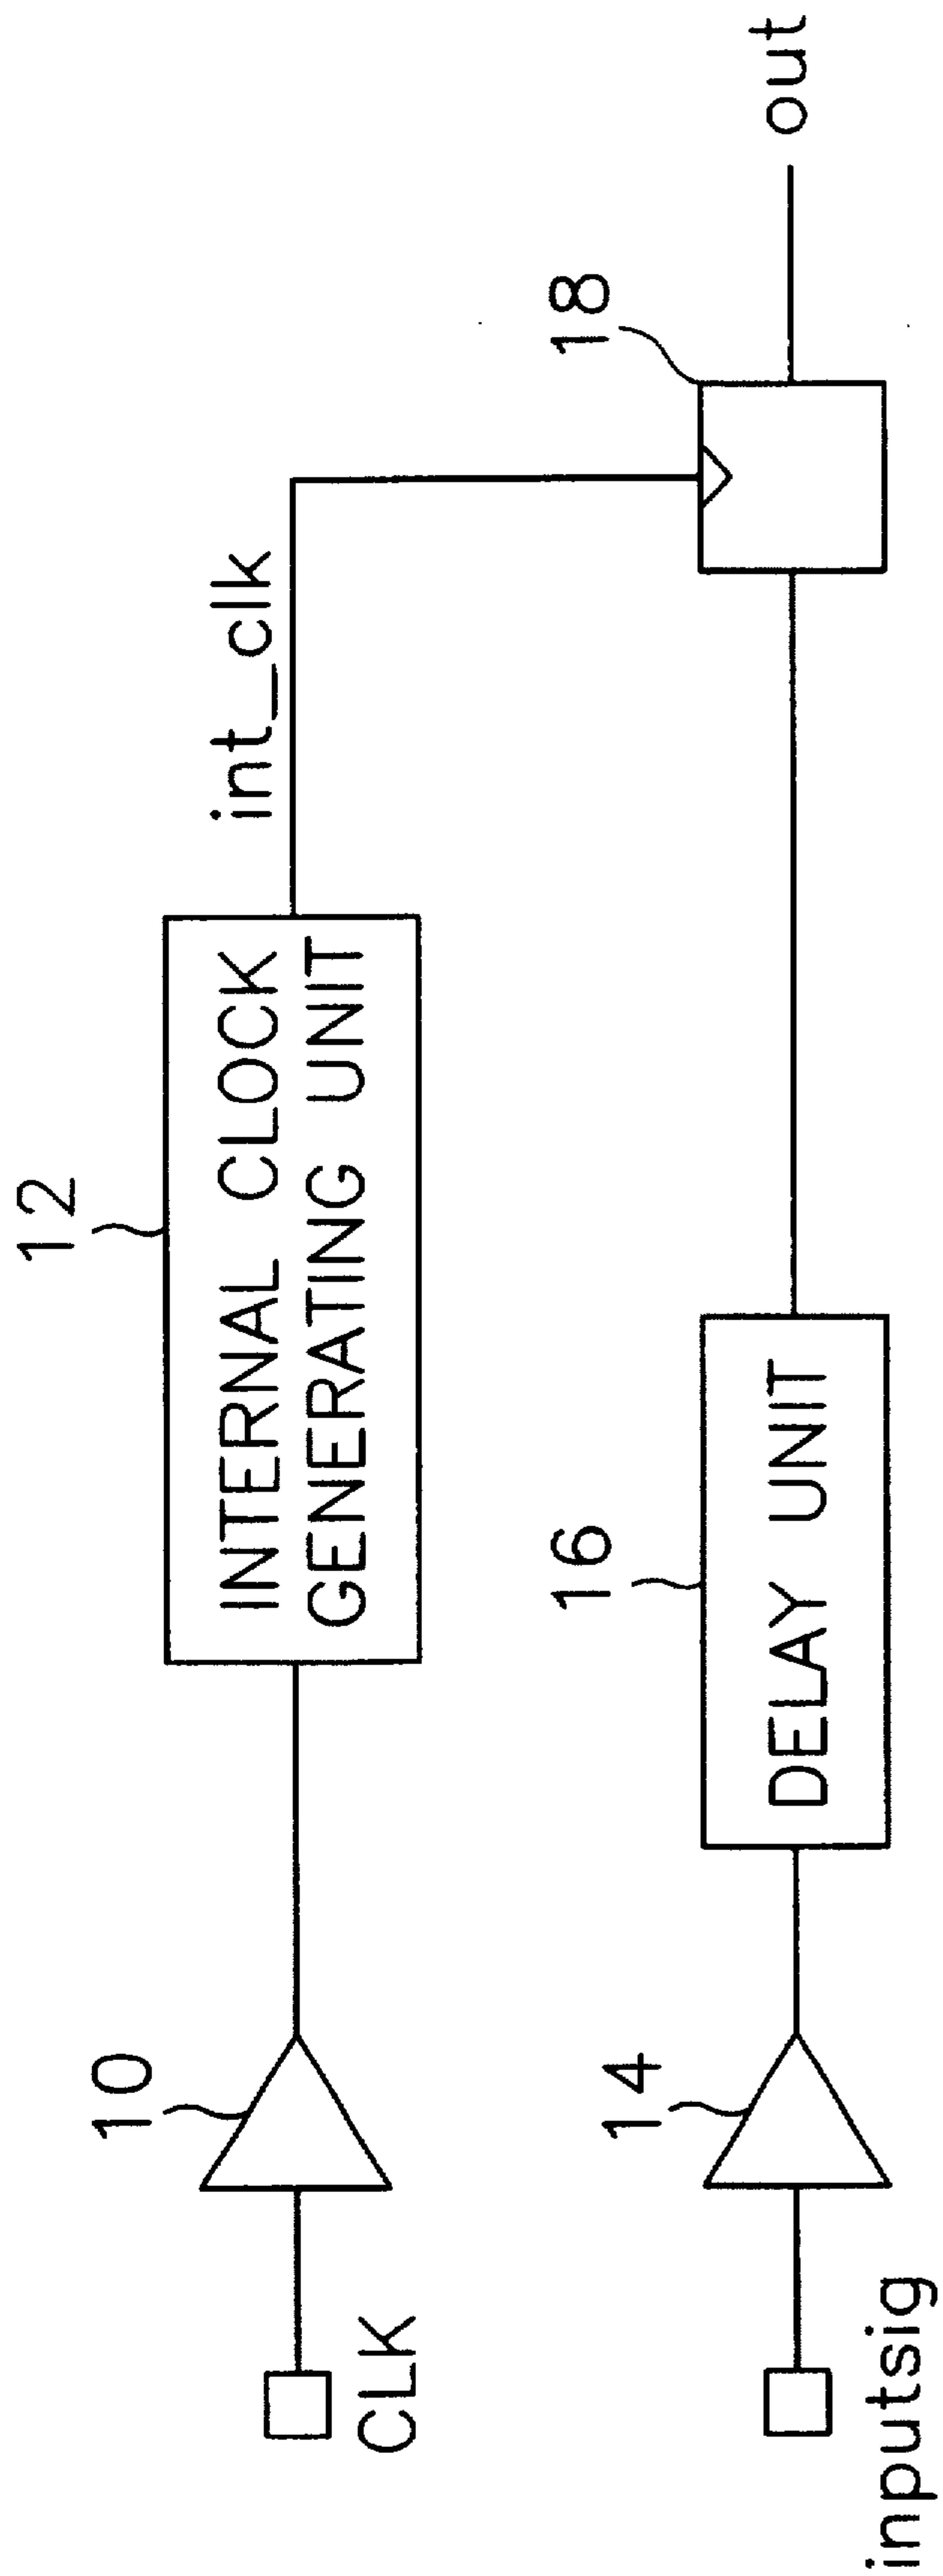 12
INTERNAL CLOCK
GENERATING UNIT
int_clk
10
CLK
18
16
DELAY UNIT
14
out
inputsig